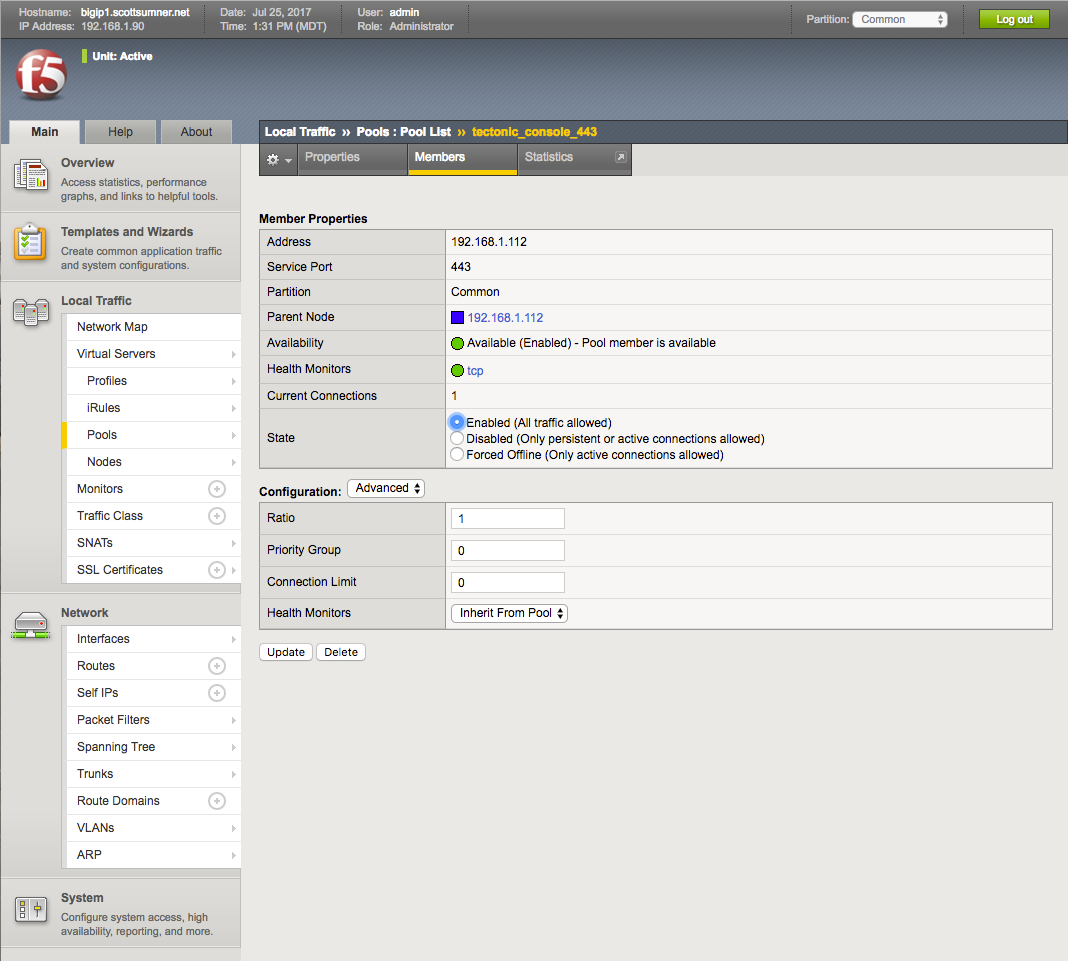 Hostname: bigip1.scottsumner.net Date: Jul 25, 2017 User: admin
IP Address: 192.168.1.90 Time: 1:31 PM (MDT) Role: Administrator
Partition: Common Log out
f5
Unit: Active
Main Help About
Local Traffic ›› Pools : Pool List ›› tectonic_console_443
Properties Members Statistics
Overview
Access statistics, performance
graphs, and links to helpful tools.
Templates and Wizards
Create common application traffic
and system configurations.
Local Traffic
Network Map
Virtual Servers
Profiles
iRules
Pools
Nodes
Monitors
Traffic Class
SNATs
SSL Certificates
Network
Interfaces
Routes
Self IPs
Packet Filters
Spanning Tree
Trunks
Route Domains
VLANs
ARP
System
Configure system access, high
availability, reporting, and more.
Member Properties
Address 192.168.1.112
Service Port 443
Partition Common
Parent Node 192.168.1.112
Availability Available (Enabled) - Pool member is available
Health Monitors tcp
Current Connections 1
State
Enabled (All traffic allowed)
Disabled (Only persistent or active connections allowed)
Forced Offline (Only active connections allowed)
Configuration: Advanced
Ratio 1
Priority Group 0
Connection Limit 0
Health Monitors Inherit From Pool
Update Delete